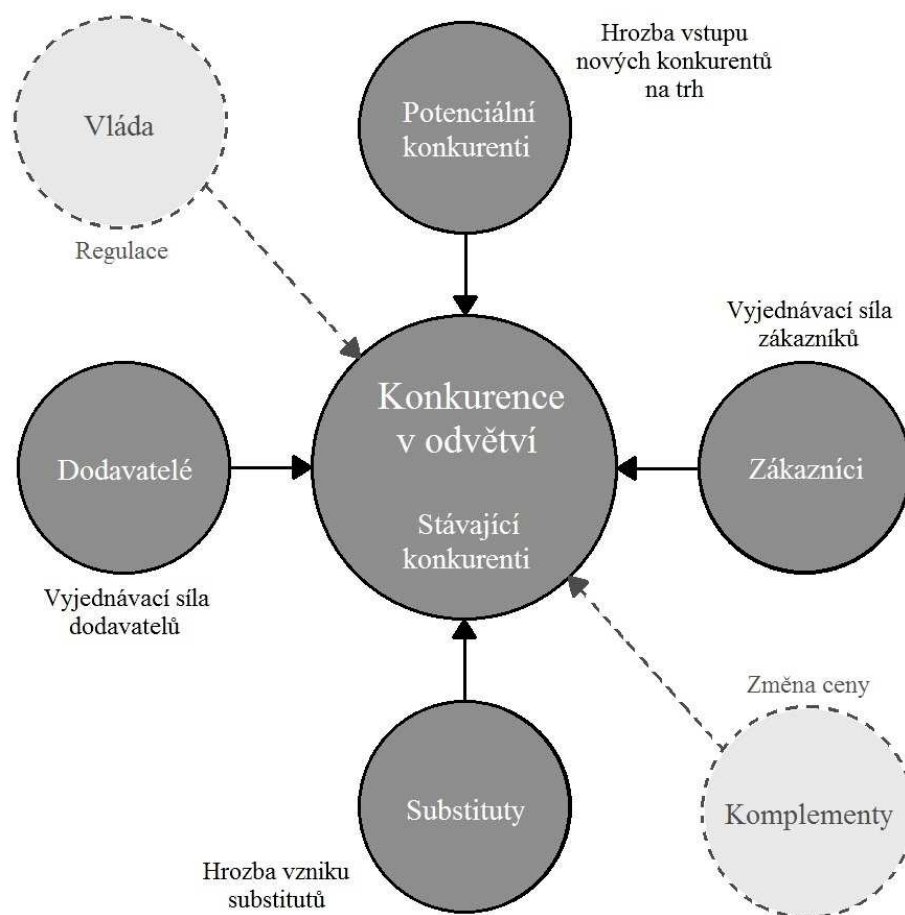 Hrozba vstupu
nových konkurentů
na trh
Potenciální
konkurenti
Vláda
Regulace
Vyjednávací síla
zákazníků
Konkurence
v odvětví
Stávající
konkurenti
Dodavatelé
Zákazníci
Vyjednávací síla
dodavatelů
Změna ceny
Substituty
Komplementy
Hrozba vzniku
substitutů